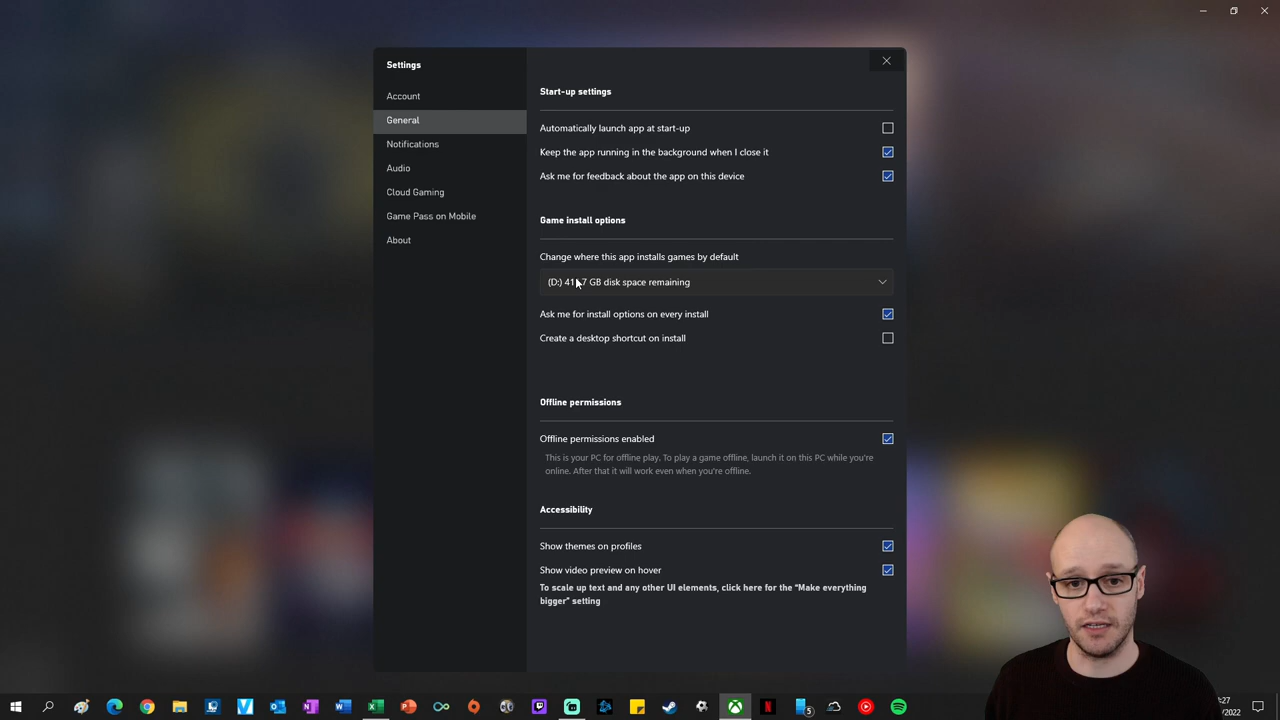 Settings
Account
General
Notifications
Audio
Cloud Gaming
Game Pass on Mobile
About
Start-up settings
Automatically launch app at start-up
Keep the app running in the background when I close it
Ask me for feedback about the app on this device
Game install options
Change where this app installs games by default
(D:) GB disk space remaining
Ask me for install options on every install
Create a desktop shortcut on install
Offline permissions
Offline permissions enabled
This is your PC for offline play. To play a game offline, launch it on this PC while you're
online. After that it will work even when you're offline.
Accessibility
Show themes on profiles
Show video preview on hover
To scale up text and any other UI elements, click here for the "Make everything
bigger" setting
5
:27
/2022